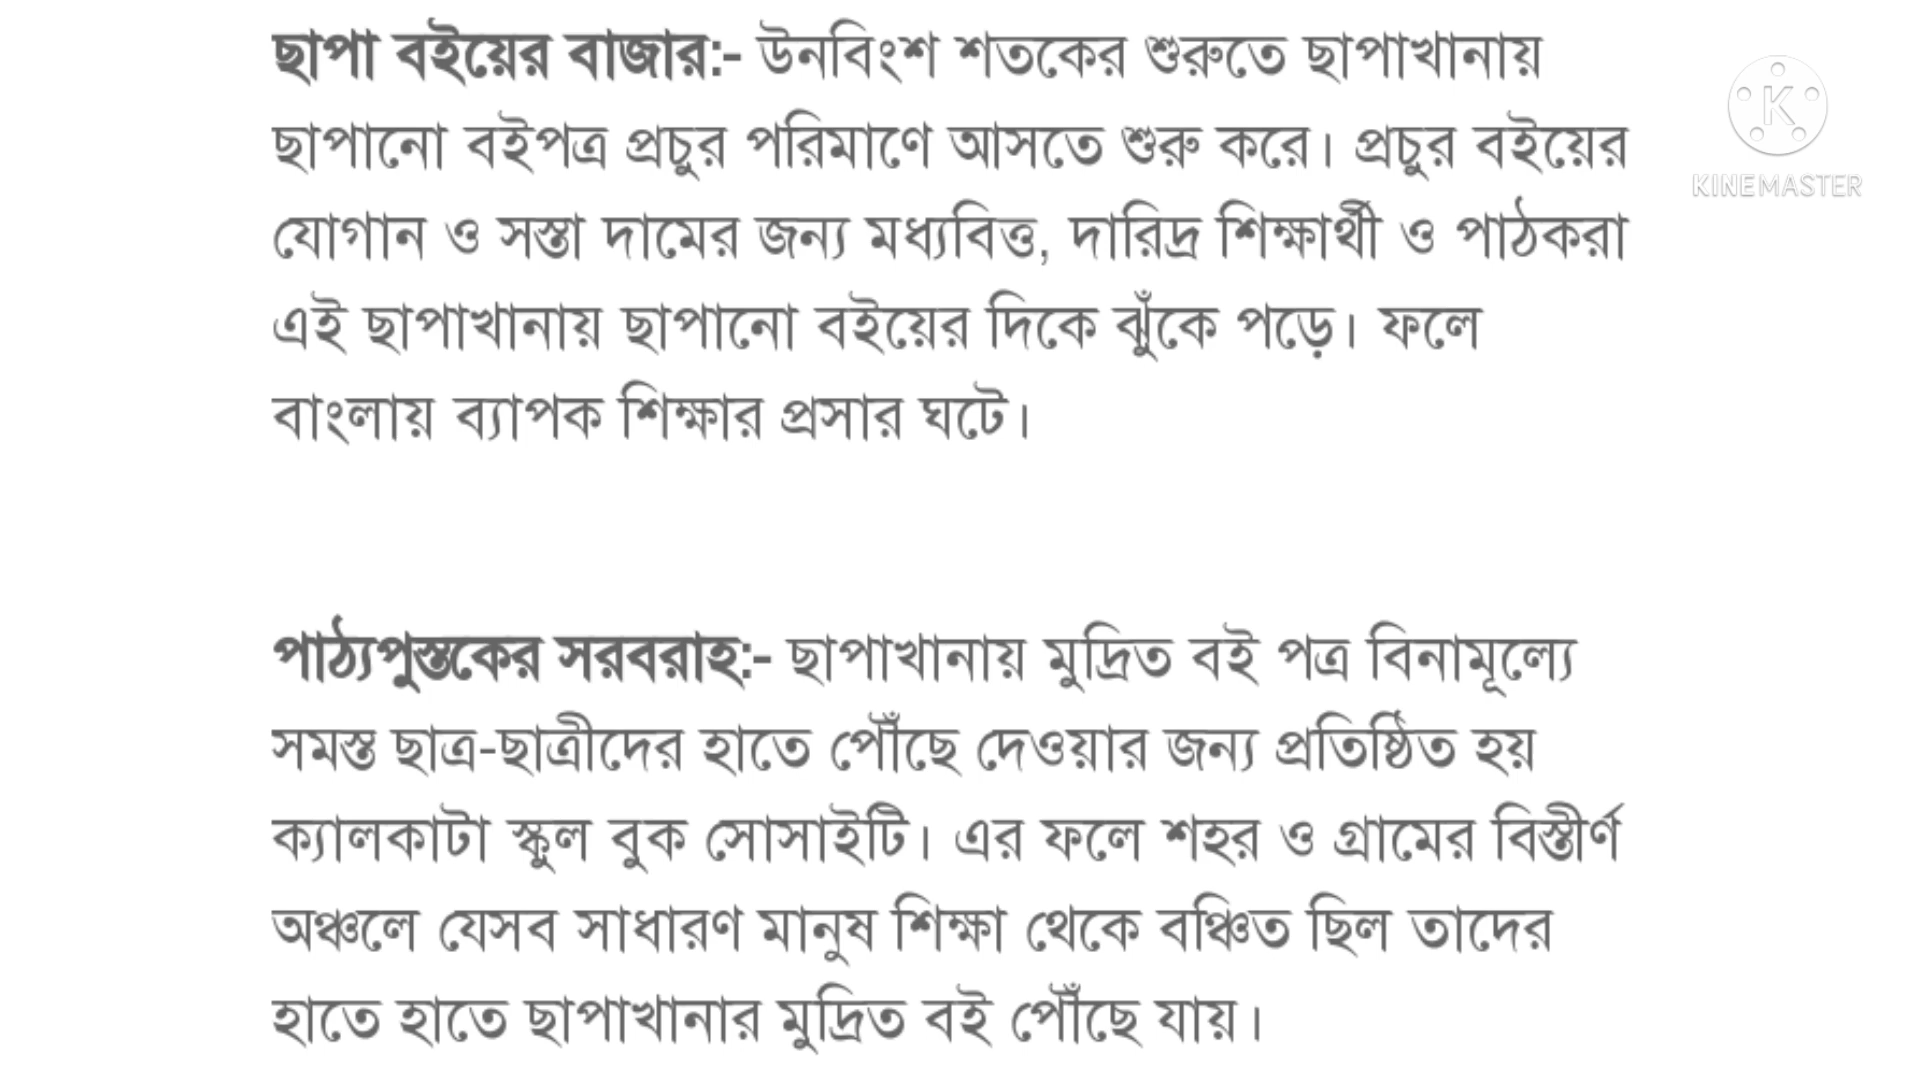 ছাপা বইয়ের বাজার:- উনবিংশ শতকের শুরুতে ছাপাখানায়
ছাপানো বইপত্র প্রচুর পরিমাণে আসতে শুরু করে। প্রচুর বইয়ের
যোগান ও সস্তা দামের জন্য মধ্যবিত্ত, দারিদ্র শিক্ষার্থী ও পাঠকরা
এই ছাপাখানায় ছাপানো বইয়ের দিকে ঝুঁকে পড়ে। ফলে
বাংলায় ব্যাপক শিক্ষার প্রসার ঘটে।
পাঠ্যপুস্তকের সরবরাহ:- ছাপাখানায় মুদ্রিত বই পত্র বিনামূল্যে
সমস্ত ছাত্র-ছাত্রীদের হাতে পৌঁছে দেওয়ার জন্য প্রতিষ্ঠিত হয়
ক্যালকাটা স্কুল বুক সোসাইটি। এর ফলে শহর ও গ্রামের বিস্তীর্ণ
অঞ্চলে যেসব সাধারণ মানুষ শিক্ষা থেকে বঞ্চিত ছিল তাদের
হাতে হাতে ছাপাখানার মুদ্রিত বই পৌঁছে যায়।
K
KINEMASTER